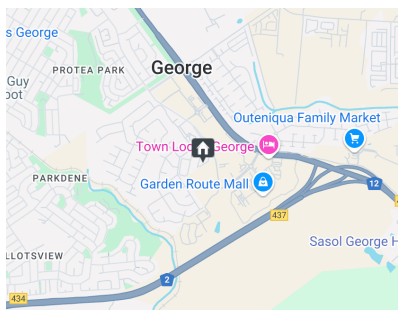 s George
PROTEA PARK
George
Guy
oot
Outeniqua Family Market
Town Lodge George
PARKDENE
Garden Route Mall
12
437
Sasol George H
LLOTSVIEW
2
434